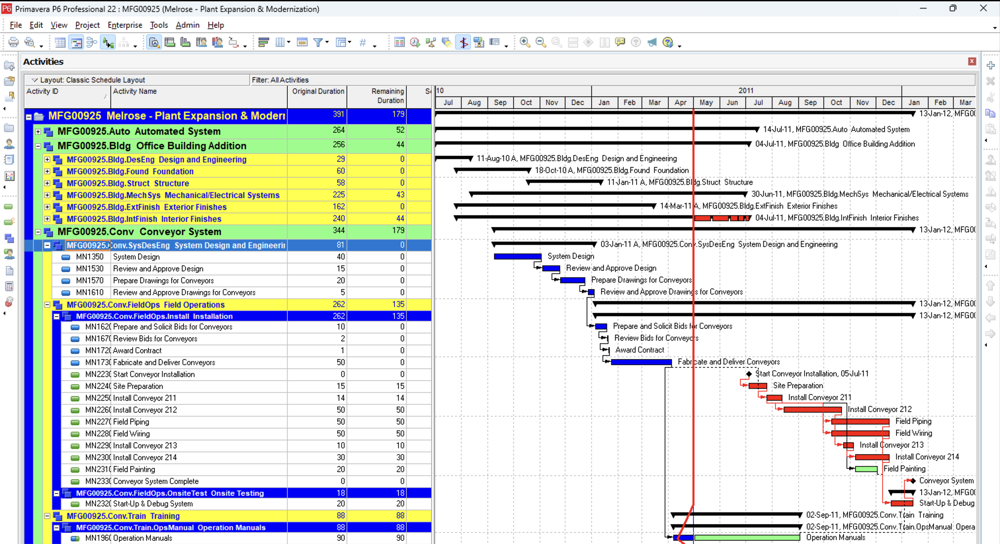 P6 Primavera P6 Professional 22 : MFG00925 (Melrose - Plant Expansion & Modernization)
File Edit View Project Enterprise Tools Admin Help
Activities
Layout: Classic Schedule Layout Filter: All Activities
Activity ID Activity Name Original Duration Remaining Duration 10 2011
Jul Aug Sep Oct Nov Dec Jan Feb Mar Apr May Jun Jul Aug Sep Oct Nov Dec Jan Feb Mar
MFG00925 Melrose - Plant Expansion & Modern 391 179 13-Jan-12, MFG00
MFG00925.Auto Automated System 264 52 14-Jul-11, MFG00925.Auto Automated System
MFG00925.Bldg Office Building Addition 256 44 04-Jul-11, MFG00925.Bldg Office Building Addition
MFG00925.Bldg.DesEng Design and Engineering 29 0 11-Aug-10 A, MFG00925.Bldg.DesEng Design and Engineering
MFG00925.Bldg.Found Foundation 60 0 18-Oct-10 A, MFG00925.Bldg.Found Foundation
MFG00925.Bldg.Struct Structure 58 0 11-Jan-11 A, MFG00925.Bldg.Struct Structure
MFG00925.Bldg.MechSys Mechanical/Electrical Systems 225 43 30-Jun-11, MFG00925.Bldg.MechSys Mechanical/Electrical Systems
MFG00925.Bldg.ExtFinish Exterior Finishes 162 0 14-Mar-11 A, MFG00925.Bldg.ExtFinish Exterior Finishes
MFG00925.Bldg.IntFinish Interior Finishes 240 44 04-Jul-11, MFG00925.Bldg.IntFinish Interior Finishes
MFG00925.Conv Conveyor System 344 179 13-Jan-12, MFG00
MFG00925.Conv.SysDesEng System Design and Engineerin 81 0 03-Jan-11 A, MFG00925.Conv.SysDesEng System Design and Engineering
MN1350 System Design 40 0 System Design
MN1530 Review and Approve Design 15 0 Review and Approve Design
MN1570 Prepare Drawings for Conveyors 20 0 Prepare Drawings for Conveyors
MN1610 Review and Approve Drawings for Conveyors 5 0 Review and Approve Drawings for Conveyors
MFG00925.Conv.FieldOps Field Operations 262 135 13-Jan-12, MFG00
MFG00925.Conv.FieldOps.Install Installation 262 135 13-Jan-12, MFG00
MN1620 Prepare and Solicit Bids for Conveyors 10 0 Prepare and Solicit Bids for Conveyors
MN1670 Review Bids for Conveyors 2 0 Review Bids for Conveyors
MN1720 Award Contract 1 0 Award Contract
MN1730 Fabricate and Deliver Conveyors 50 0 Fabricate and Deliver Conveyors
MN2230 Start Conveyor Installation 0 0 Start Conveyor Installation, 05-Jul-11
MN2240 Site Preparation 15 15 Site Preparation
MN2250 Install Conveyor 211 14 14 Install Conveyor 211
MN2260 Install Conveyor 212 50 50 Install Conveyor 212
MN2270 Field Piping 50 50 Field Piping
MN2280 Field Wiring 50 50 Field Wiring
MN2290 Install Conveyor 213 10 10 Install Conveyor 213
MN2300 Install Conveyor 214 30 30 Install Conveyor 214
MN2310 Field Painting 20 20 Field Painting
MN2330 Conveyor System Complete 0 0 Conveyor System
MFG00925.Conv.FieldOps.OnsiteTest Onsite Testing 18 18 13-Jan-12, MFG00
MN2320 Start-Up & Debug System 20 20 Start-Up & Debug
MFG00925.Conv.Train Training 88 88 02-Sep-11, MFG00925.Conv.Train Training
MFG00925.Conv.Train.OpsManual Operation Manuals 88 88 02-Sep-11, MFG00925.Conv.Train.OpsManual Opera
MN1960 Operation Manuals 90 90 Operation Manuals